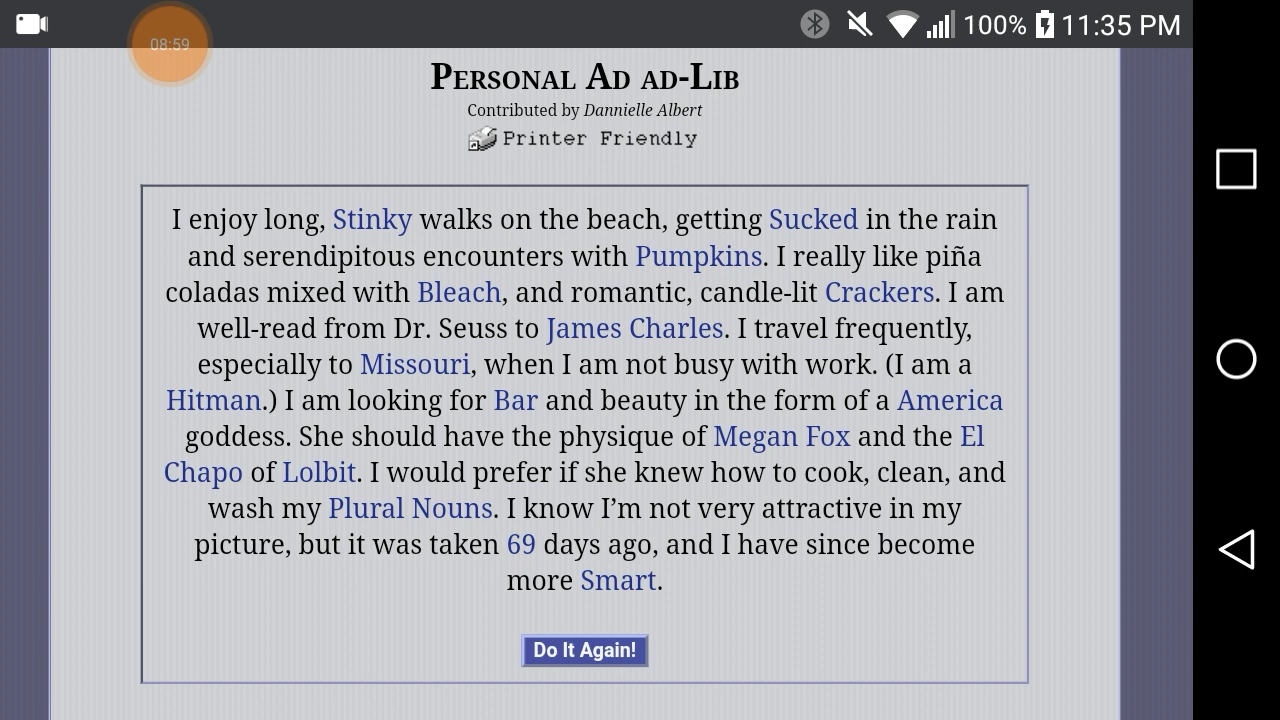 08:59
100% 11:35 PM
Personal Ad ad-Lib
Contributed by Dannielle Albert
Printer Friendly
I enjoy long, Stinky walks on the beach, getting Sucked in the rain
and serendipitous encounters with Pumpkins. I really like piña
coladas mixed with Bleach, and romantic, candle-lit Crackers. I am
well-read from Dr. Seuss to James Charles. I travel frequently,
especially to Missouri, when I am not busy with work. (I am a
Hitman.) I am looking for Bar and beauty in the form of a America
goddess. She should have the physique of Megan Fox and the El
Chapo of Lolbit. I would prefer if she knew how to cook, clean, and
wash my Plural Nouns. I know I’m not very attractive in my
picture, but it was taken 69 days ago, and I have since become
more Smart.
Do It Again!